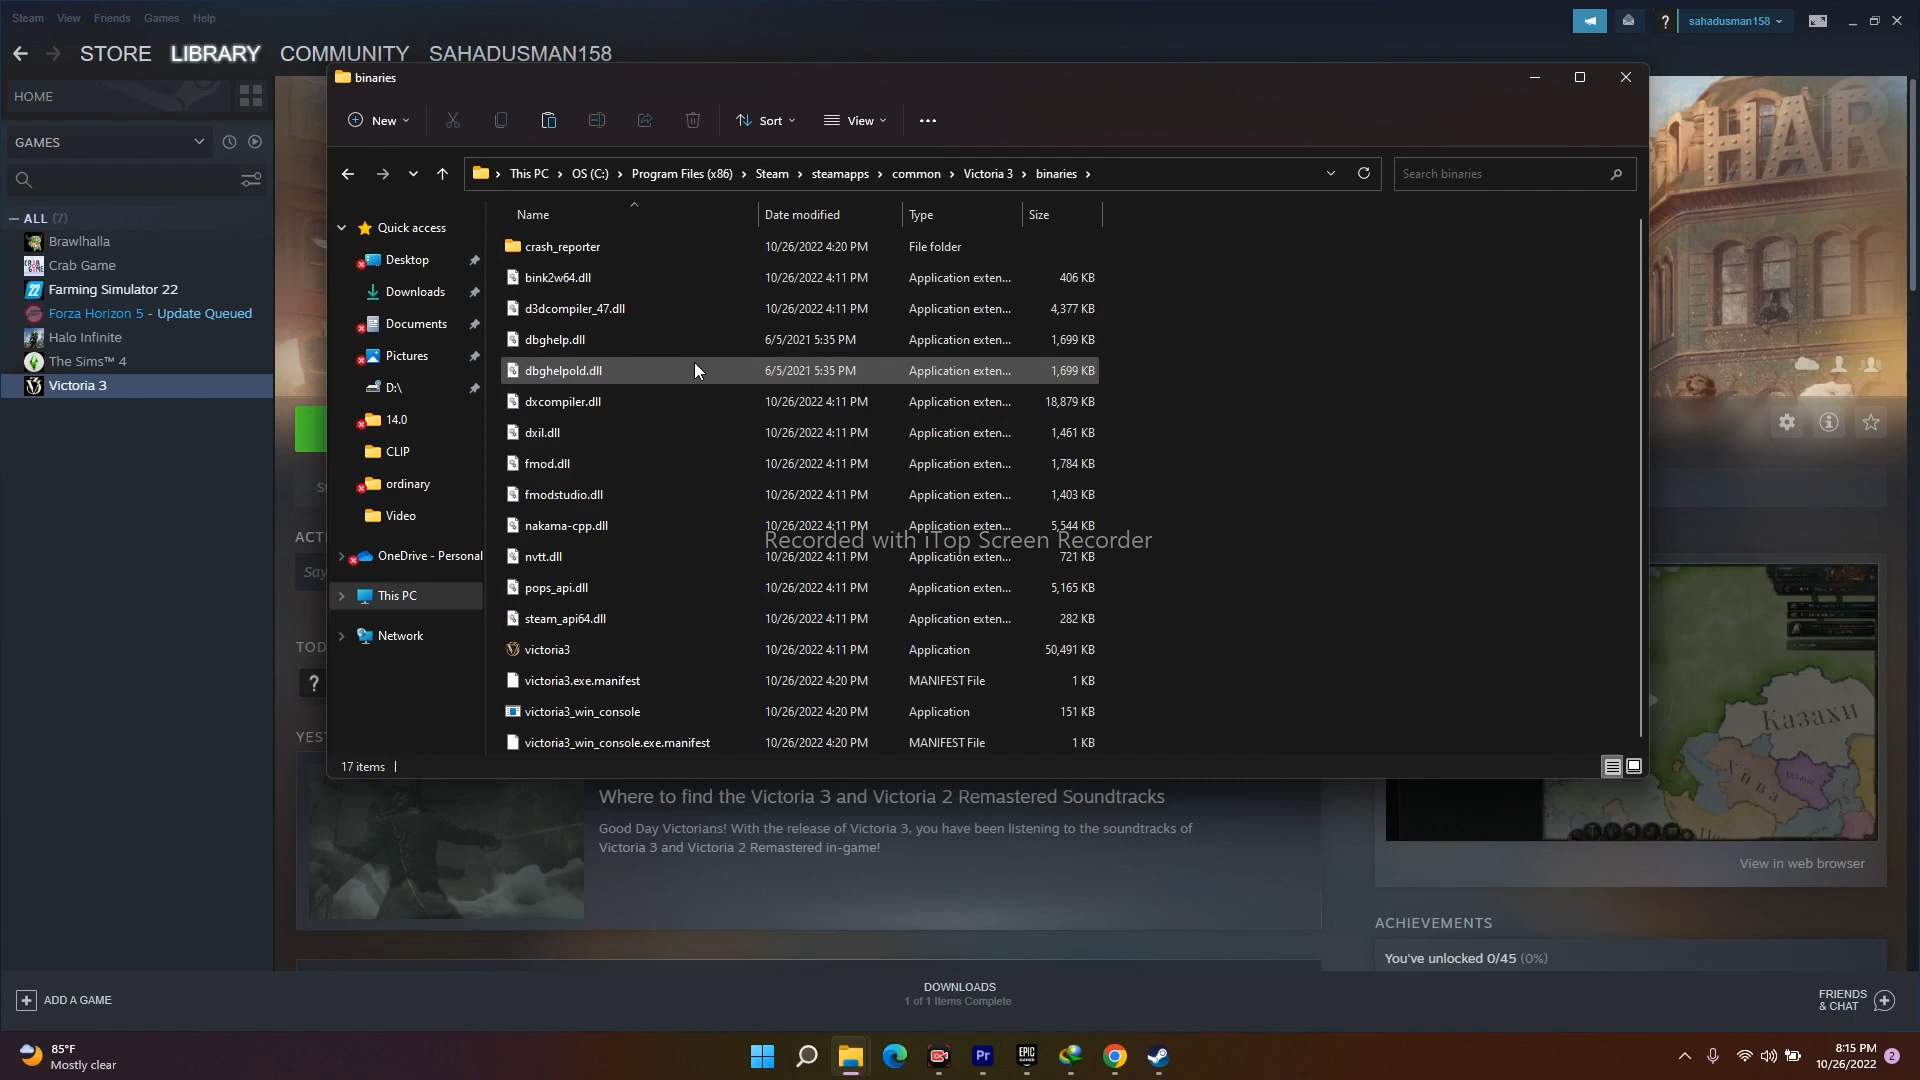 Steam View Friends Games Help
sahadusman158
STORE LIBRARY COMMUNITY SAHADUSMAN158
HOME
GAMES
ALL (7)
Brawlhalla
Crab Game
Farming Simulator 22
Forza Horizon 5 - Update Queued
Halo Infinite
The Sims™ 4
Victoria 3
binaries
New Sort View
This PC > OS (C:) > Program Files (x86) > Steam > steamapps > common > Victoria 3 > binaries >
Search binaries
Name Date modified Type Size
Quick access
Desktop
Downloads
Documents
Pictures
D:\
14.0
CLIP
ordinary
Video
OneDrive - Personal
This PC
Network
crash_reporter 10/26/2022 4:20 PM File folder
bink2w64.dll 10/26/2022 4:11 PM Application exten... 406 KB
d3dcompiler_47.dll 10/26/2022 4:11 PM Application exten... 4,377 KB
dbghelp.dll 6/5/2021 5:35 PM Application exten... 1,699 KB
dbghelpold.dll 6/5/2021 5:35 PM Application exten... 1,699 KB
dxcompiler.dll 10/26/2022 4:11 PM Application exten... 18,879 KB
dxil.dll 10/26/2022 4:11 PM Application exten... 1,461 KB
fmod.dll 10/26/2022 4:11 PM Application exten... 1,784 KB
fmodstudio.dll 10/26/2022 4:11 PM Application exten... 1,403 KB
nakama-cpp.dll 10/26/2022 4:11 PM Application exten... 5,544 KB
Recorded with iTop Screen Recorder
nvtt.dll 10/26/2022 4:11 PM Application exten... 721 KB
pops_api.dll 10/26/2022 4:11 PM Application exten... 5,165 KB
steam_api64.dll 10/26/2022 4:11 PM Application exten... 282 KB
victoria3 10/26/2022 4:11 PM Application 50,491 KB
victoria3.exe.manifest 10/26/2022 4:20 PM MANIFEST File 1 KB
victoria3_win_console 10/26/2022 4:20 PM Application 151 KB
victoria3_win_console.exe.manifest 10/26/2022 4:20 PM MANIFEST File 1 KB
17 items
HAR
ACT
Say
TOD
YES
Казахи
Хива
Where to find the Victoria 3 and Victoria 2 Remastered Soundtracks
Good Day Victorians! With the release of Victoria 3, you have been listening to the soundtracks of
Victoria 3 and Victoria 2 Remastered in-game!
View in web browser
ACHIEVEMENTS
You've unlocked 0/45 (0%)
ADD A GAME
DOWNLOADS
1 of 1 Items Complete
FRIENDS
& CHAT
85°F
Mostly clear
Pr
EPIC
GAMES
8:15 PM
10/26/2022
2